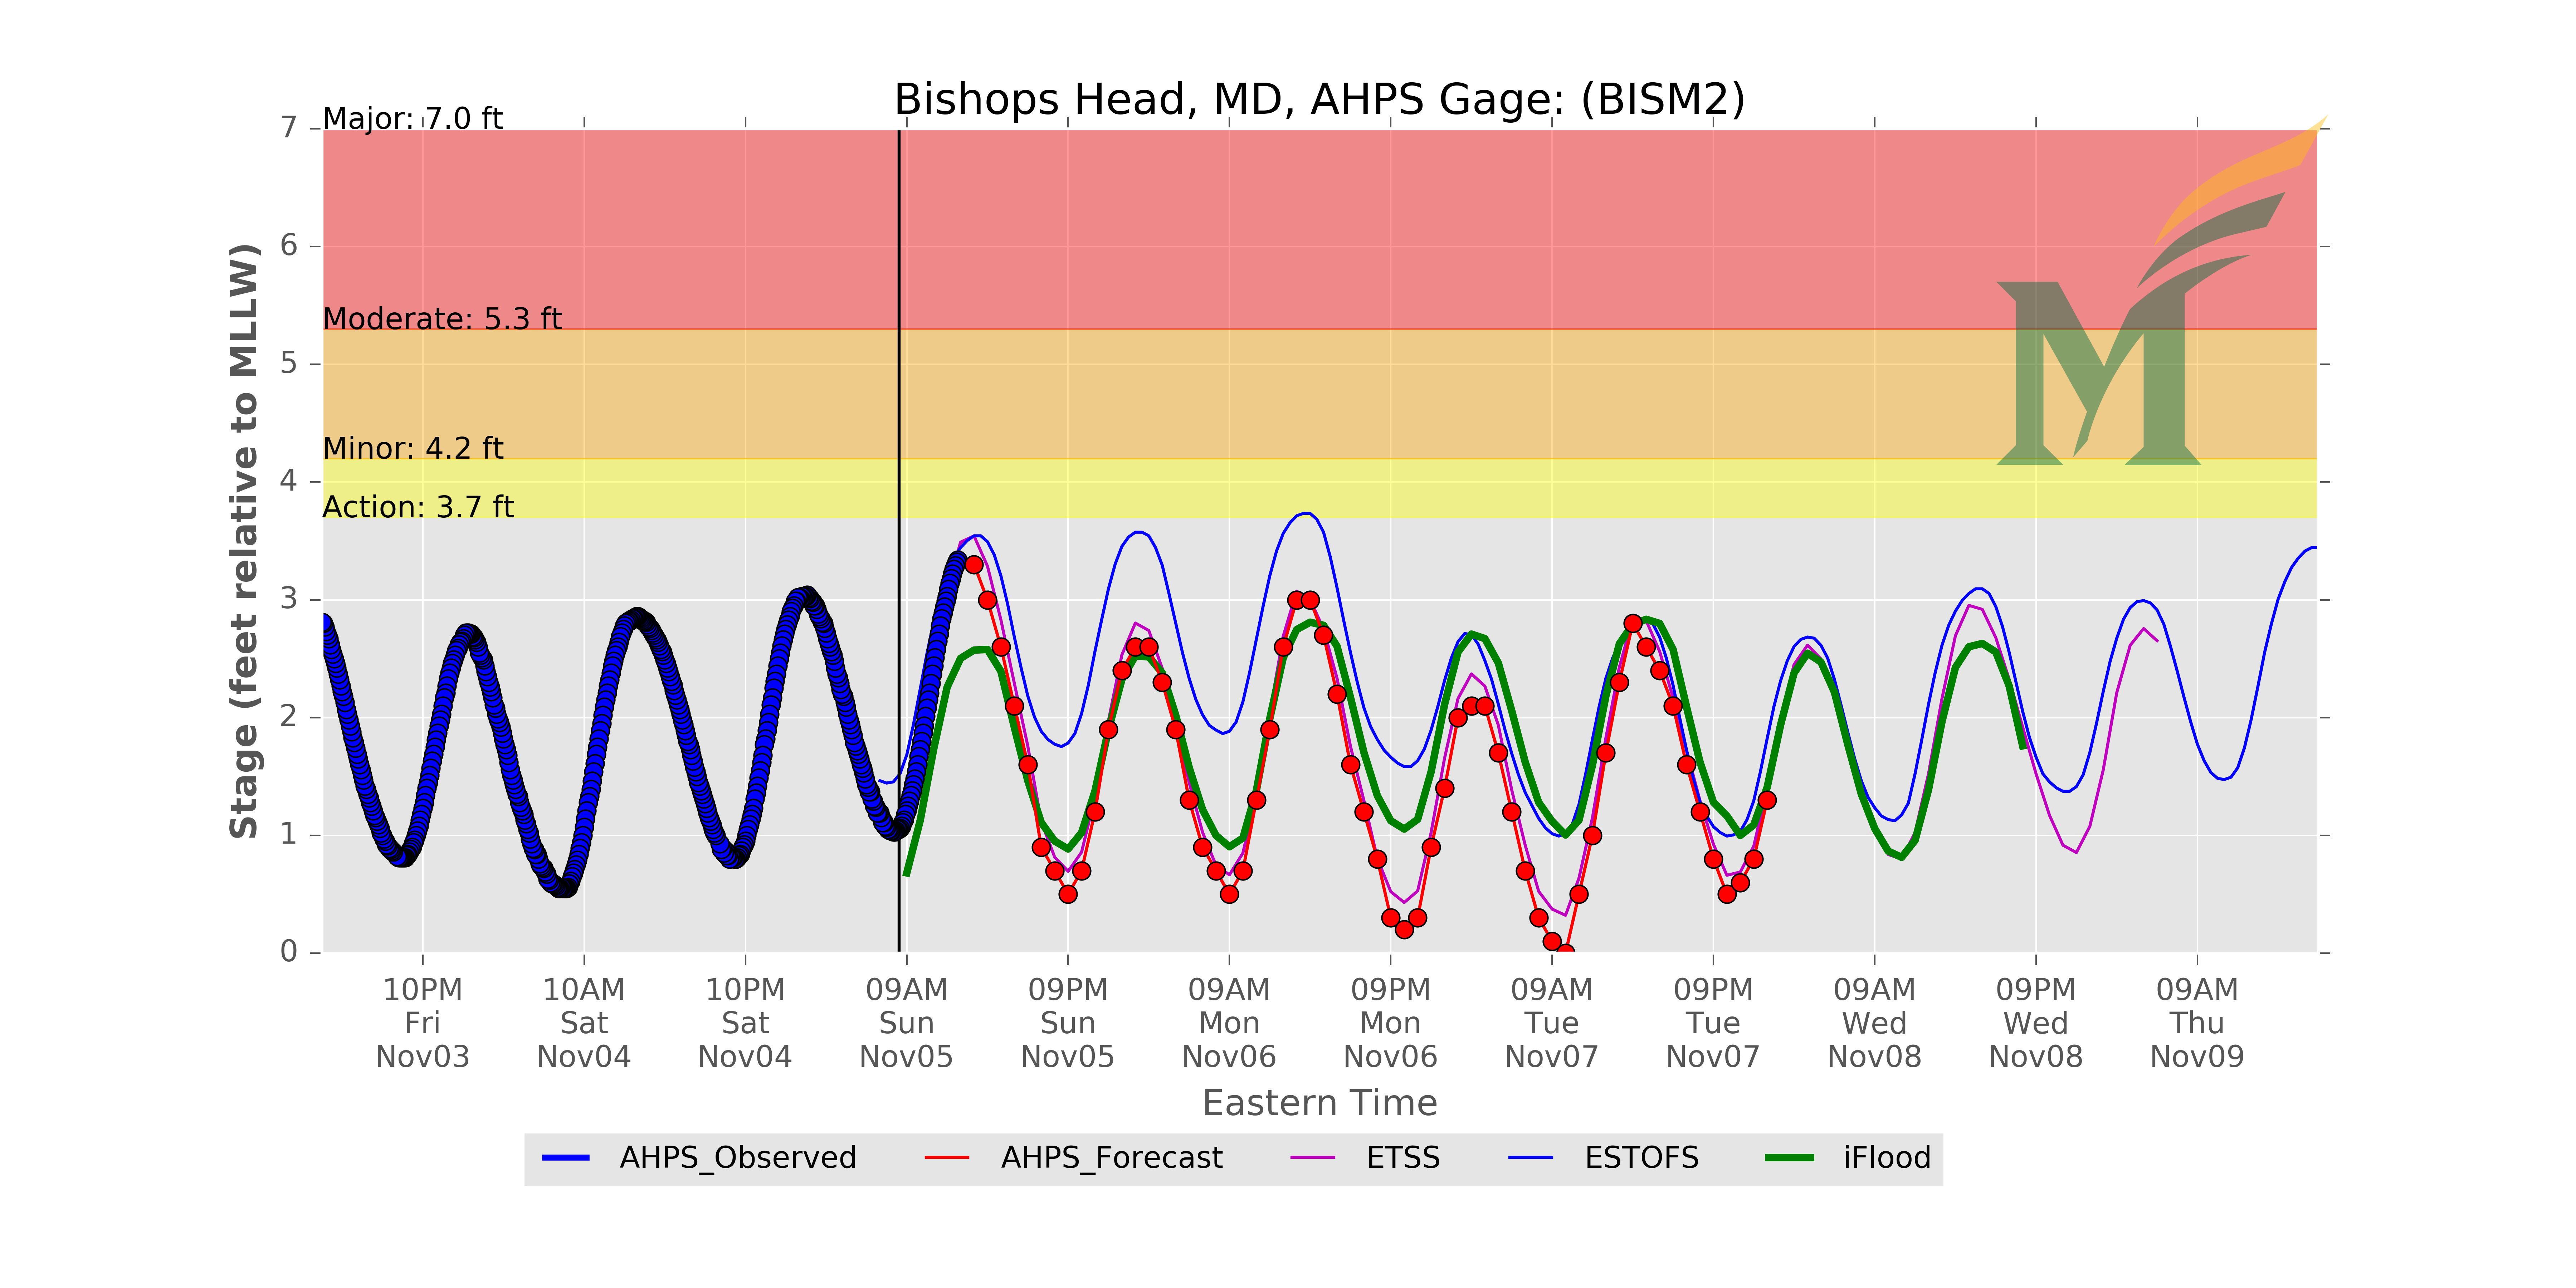 Bishops Head, MD, AHPS Gage: (BISM2)
Major: 7.0 ft
Moderate: 5.3 ft
Minor: 4.2 ft
Action: 3.7 ft
Stage (feet relative to MLLW)
7
6
5
4
3
2
1
0
10PM
Fri
Nov03
10AM
Sat
Nov04
10PM
Sat
Nov04
09AM
Sun
Nov05
09PM
Sun
Nov05
09AM
Mon
Nov06
09PM
Mon
Nov06
09AM
Tue
Nov07
09PM
Tue
Nov07
09AM
Wed
Nov08
09PM
Wed
Nov08
09AM
Thu
Nov09
Eastern Time
AHPS_Observed
AHPS_Forecast
ETSS
ESTOFS
iFlood
M